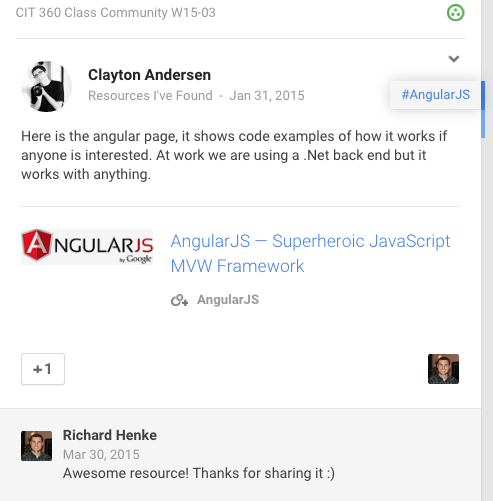 CIT 360 Class Community W15-03
Clayton Andersen
Resources I've Found - Jan 31, 2015
#AngularJS
Here is the angular page, it shows code examples of how it works if
anyone is interested. At work we are using a .Net back end but it
works with anything.
ANGULARJS
by Google
AngularJS — Superheroic JavaScript
MVW Framework
AngularJS
+1
Richard Henke
Mar 30, 2015
Awesome resource! Thanks for sharing it :)